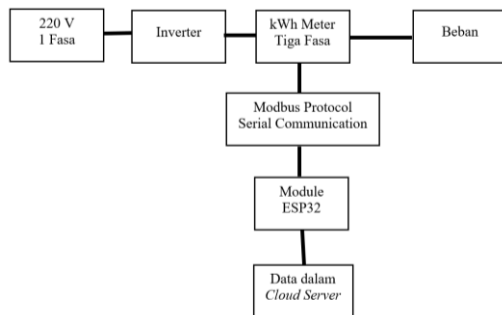 220 V
1 Fasa
Inverter
kWh Meter
Tiga Fasa
Beban
Modbus Protocol
Serial Communication
Module
ESP32
Data dalam
Cloud Server